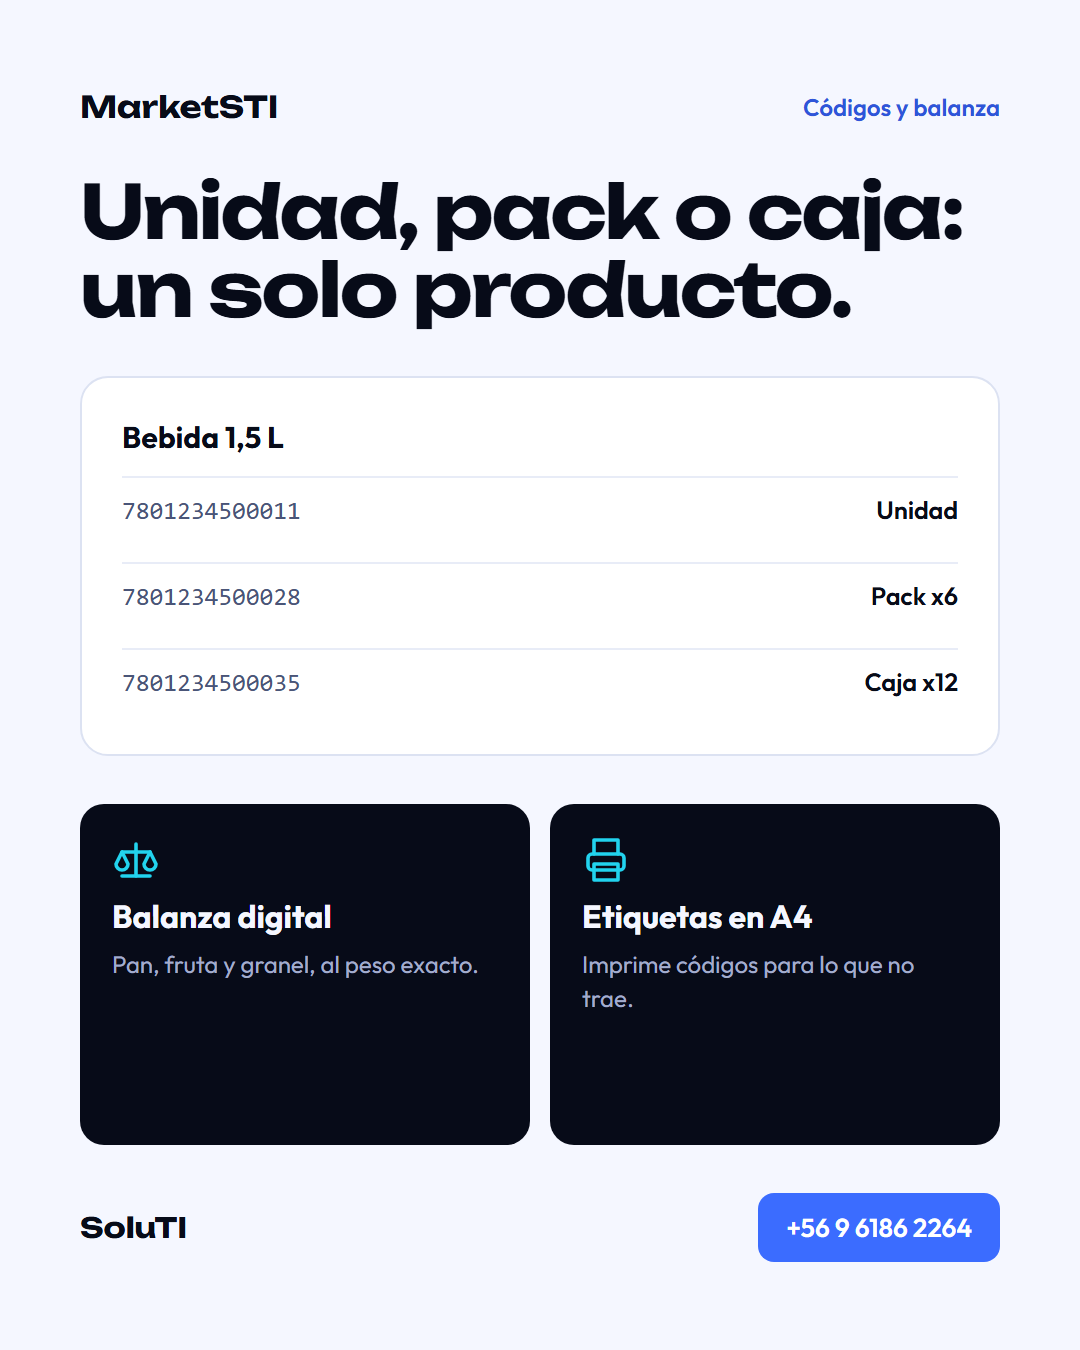 MarketSTI
Códigos y balanza
Unidad, pack o caja:
un solo producto.
Bebida 1,5 L
7801234500011 Unidad
7801234500028 Pack x6
7801234500035 Caja x12
Balanza digital
Pan, fruta y granel, al peso exacto.
Etiquetas en A4
Imprime códigos para lo que no
trae.
SoluTI
+56 9 6186 2264